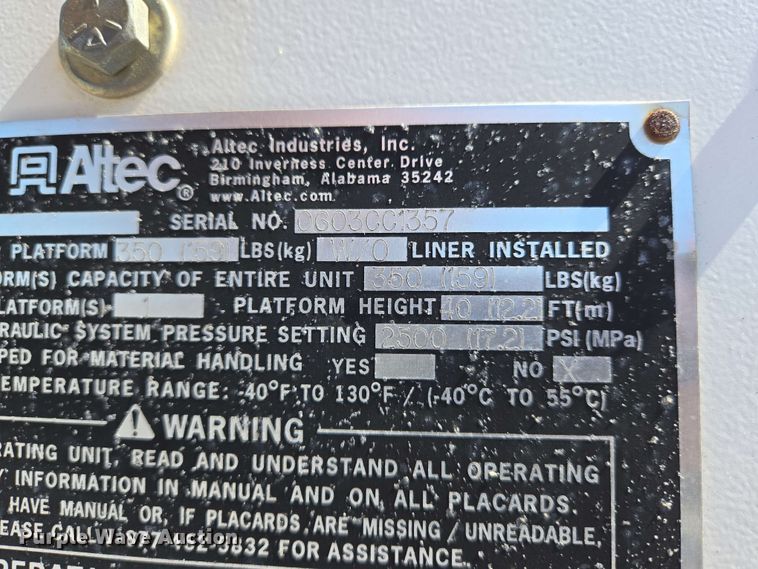 Altec Industries, Inc.
210 Inverness Center Drive
Altec® Birmingham, Alabama 35242
www.Altec.com
SERIAL NO. 0603CC1357
PLATFORM 350 (159) LBS(kg) W/O LINER INSTALLED
ORM(S) CAPACITY OF ENTIRE UNIT 350 (159) LBS(kg)
LATFORM(S) 1 PLATFORM HEIGHT 40 (12.2) FT(m)
RAULIC SYSTEM PRESSURE SETTING 2500 (17.2) PSI (MPa)
PED FOR MATERIAL HANDLING YES NO X
TEMPERATURE RANGE: -40°F TO 130°F / (-40°C TO 55°C)
WARNING
RATING UNIT, READ AND UNDERSTAND ALL OPERATING
Y INFORMATION IN MANUAL AND ON ALL PLACARDS.
HAVE MANUAL OR, IF PLACARDS ARE MISSING / UNREADABLE,
EASE CALL FOR ASSISTANCE.
PurpleWave Auction